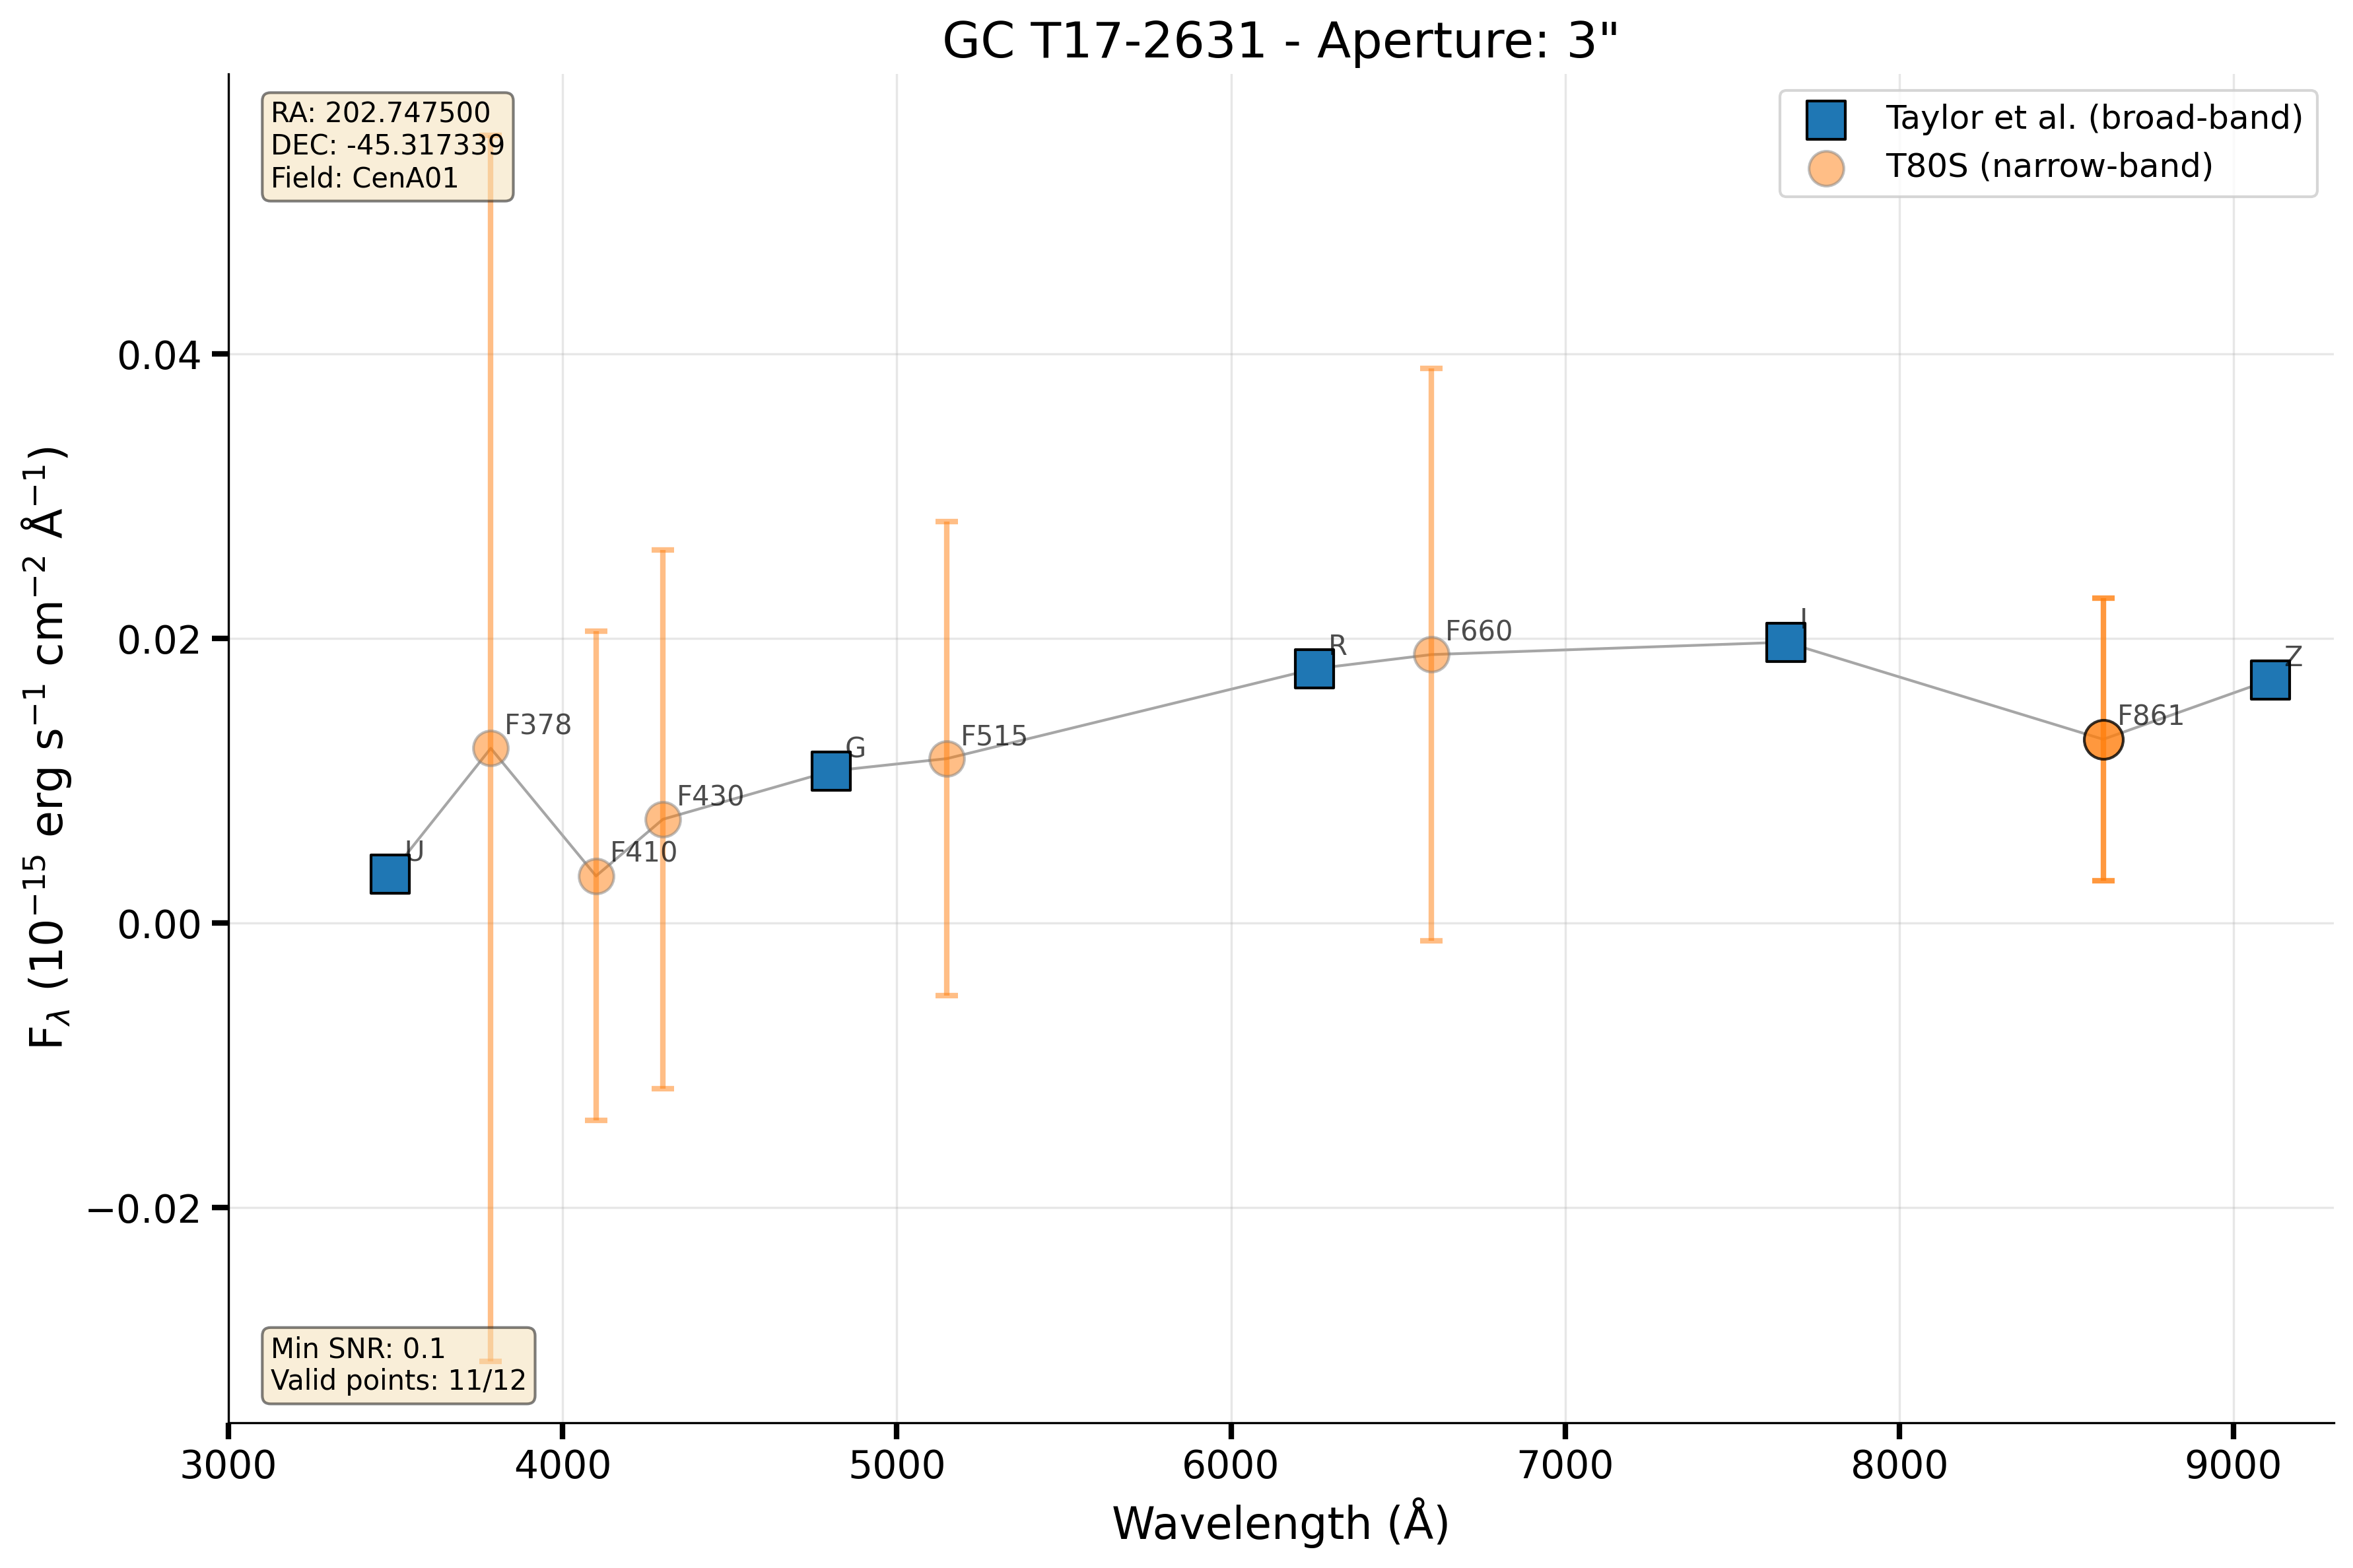 GC T17-2631 - Aperture: 3"
RA: 202.747500
DEC: -45.317339
Field: CenA01
Taylor et al. (broad-band)
T80S (narrow-band)
0.04
0.02
0.00
−0.02
F_λ (10⁻¹⁵ erg s⁻¹ cm⁻² Å⁻¹)
U
F378
F410
F430
G
F515
R
F660
I
F861
Z
Min SNR: 0.1
Valid points: 11/12
3000 4000 5000 6000 7000 8000 9000
Wavelength (Å)